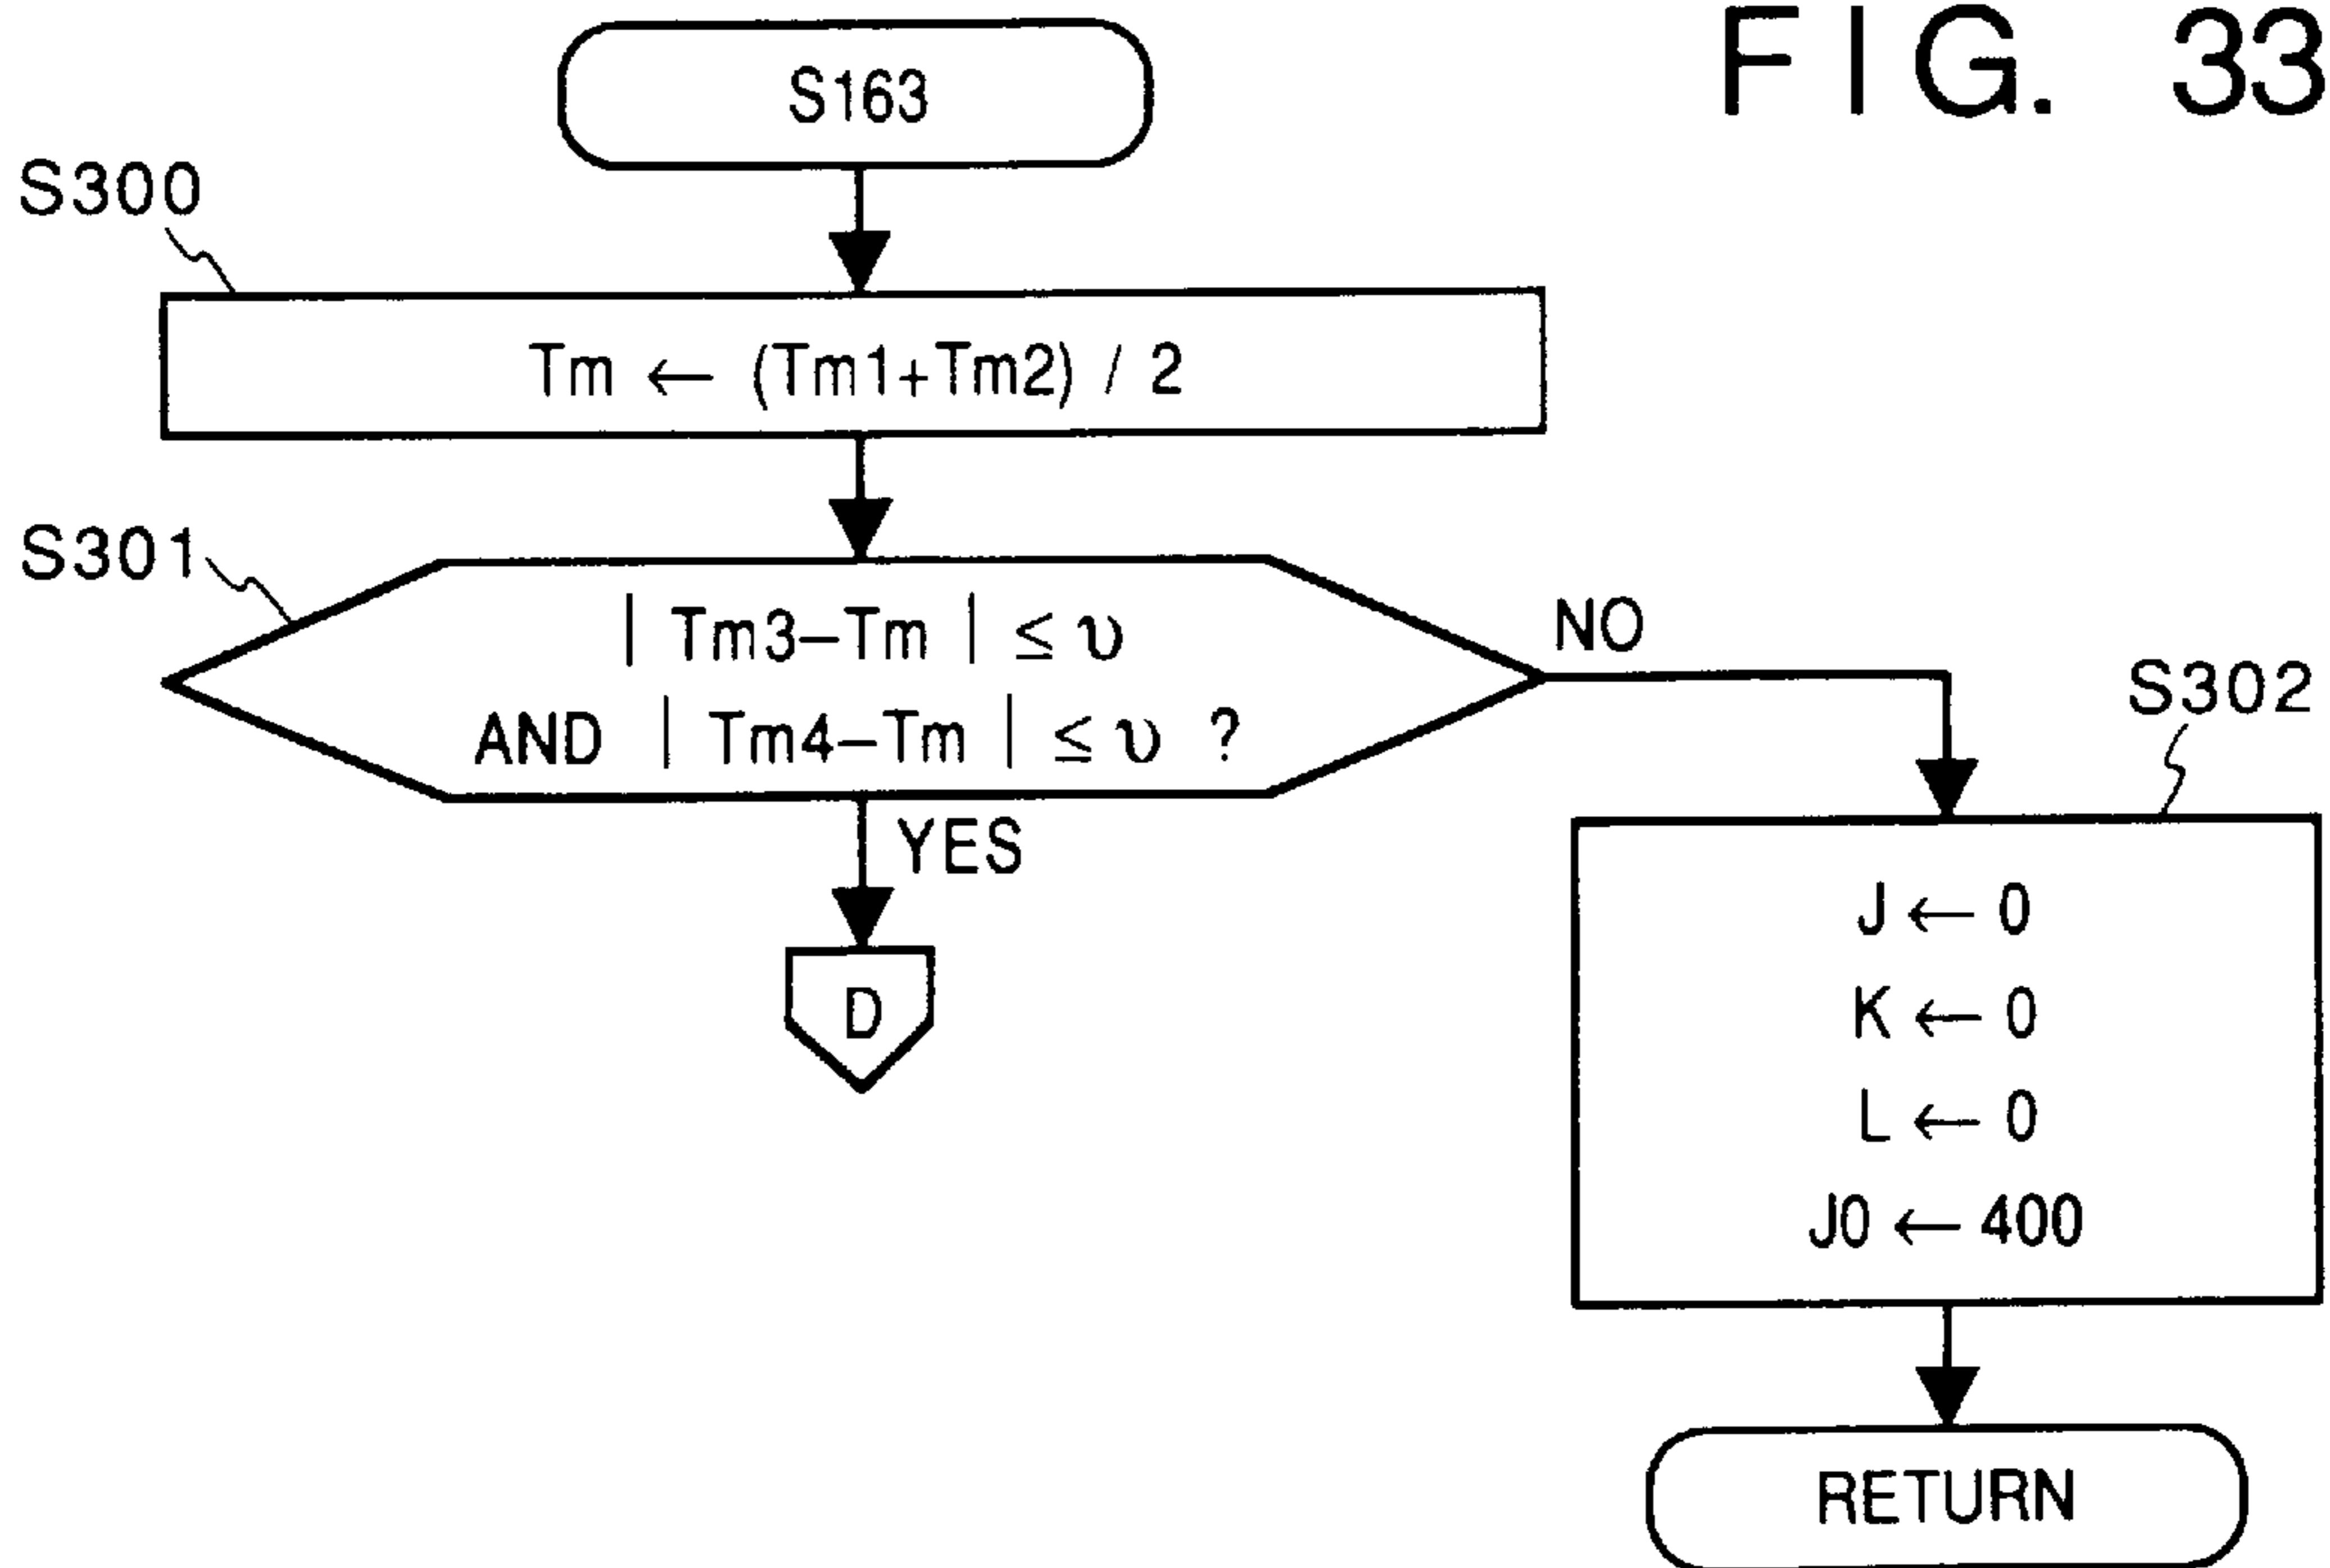 FIG. 33
S163
S300
Tm ← (Tm1+Tm2) / 2
S301
| Tm3−Tm | ≤ υ
AND | Tm4−Tm | ≤ υ ?
NO
YES
D
S302
J ← 0
K ← 0
L ← 0
J0 ← 400
RETURN